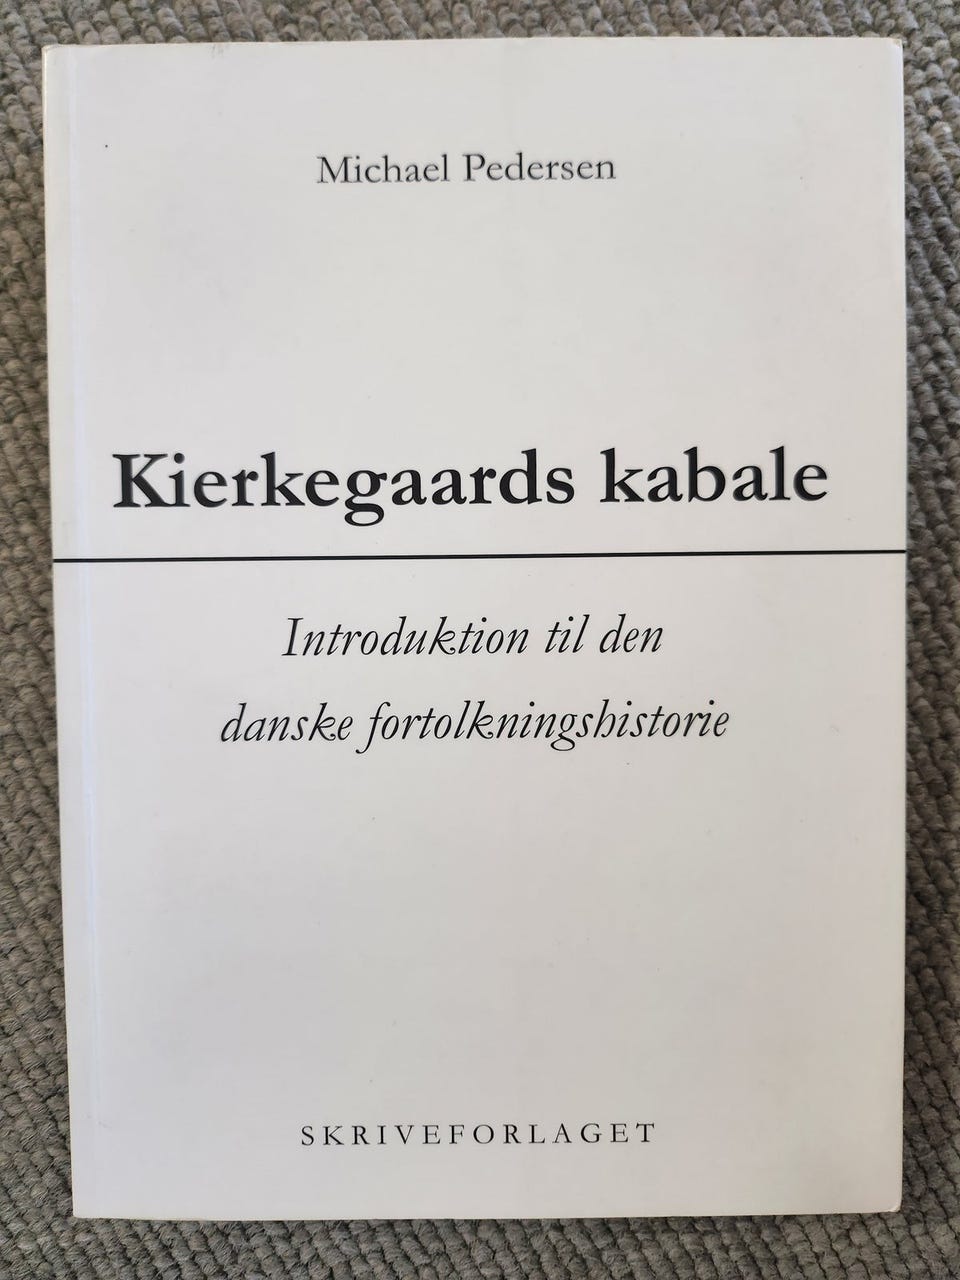 Michael Pedersen
Kierkegaards kabale
Introduktion til den
danske fortolkningshistorie
SKRIVEFORLAGET